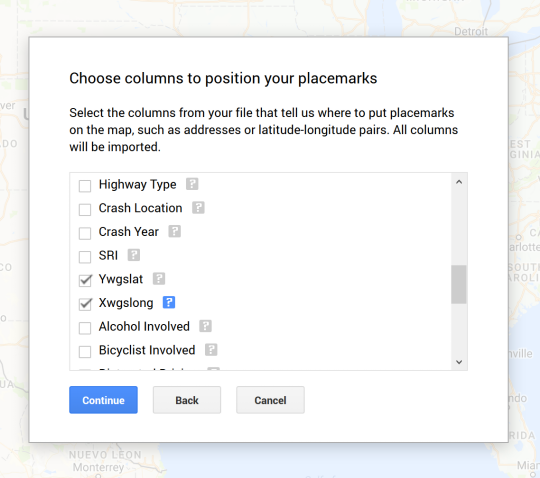 Detroit
Choose columns to position your placemarks
Select the columns from your file that tell us where to put placemarks
on the map, such as addresses or latitude-longitude pairs. All columns
will be imported.
Highway Type ?
Crash Location ?
Crash Year ?
SRI ?
Ywgslat ?
Xwgslong ?
Alcohol Involved ?
Bicyclist Involved ?
Continue
Back
Cancel
NUEVO LEON
Monterrey